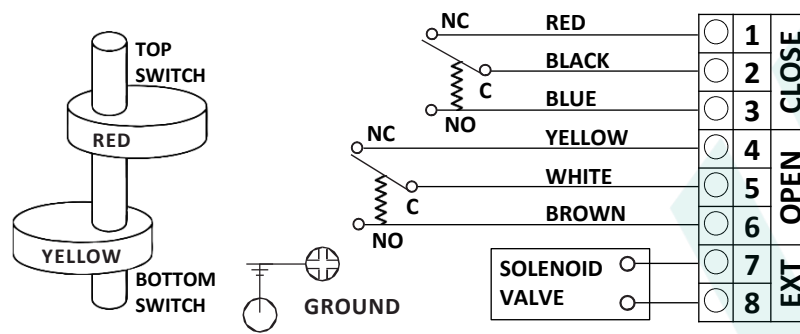 TOP
SWITCH
RED
YELLOW
BOTTOM
SWITCH
GROUND
NC
RED
BLACK
C
BLUE
NO
NC
YELLOW
WHITE
C
BROWN
NO
SOLENOID
VALVE
1
2
3
4
5
6
7
8
CLOSE
OPEN
EXT